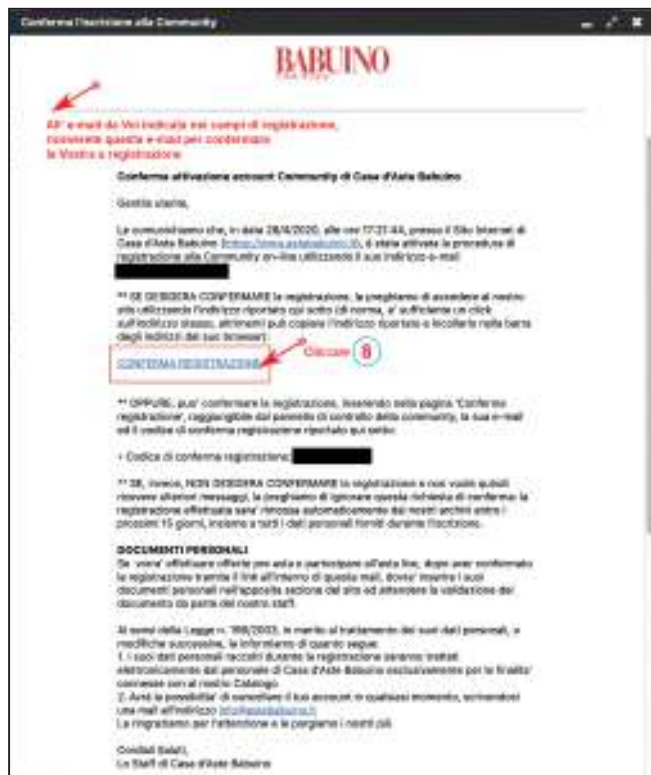 Conferma l'iscrizione alla Community
BABUINO
All' e-mail da Voi indicata nei campi di registrazione,
riceverete questa e-mail per confermare
la Vostra a registrazione
Conferma attivazione account Community di Casa d'Aste Babuino
Gentile utente,
Le comunichiamo che, in data 28/4/2020, alle ore 17:21:44, presso il Sito Internet di
Casa d'Aste Babuino (https://www.astebabuino.it), è stata attivata la procedura di
registrazione alla Community on-line utilizzando il suo indirizzo e-mail
** SE DESIDERA CONFERMARE la registrazione, la preghiamo di accedere al nostro
sito utilizzando l'indirizzo riportato qui sotto (di norma, e' sufficiente un click
sull'indirizzo stesso, altrimenti può copiare l'indirizzo riportato e incollarlo nella barra
degli indirizzi del suo browser)
CONFERMA REGISTRAZIONE
Cliccare 8
** OPPURE, puo' confermare la registrazione, inserendo nella pagina 'Conferma
registrazione', raggiungibile dal pannello di controllo della community, la sua e-mail
ed il codice di conferma registrazione riportato qui sotto:
• Codice di conferma registrazione:
** SE, invece, NON DESIDERA CONFERMARE la registrazione e non vuole quindi
ricevere ulteriori messaggi, la preghiamo di ignorare questa richiesta di conferma: la
registrazione effettuata sara' rimossa automaticamente dai nostri archivi entro i
prossimi 15 giorni, insieme a tutti i dati personali forniti durante l'iscrizione.
DOCUMENTI PERSONALI
Se vorra' effettuare offerte pre asta o partecipare all'asta live, dopo aver confermato
la registrazione tramite il link all'interno di questa mail, dovra' inserire i suoi
documenti personali nell'apposita sezione del sito ed attendere la validazione del
documento da parte del nostro staff.
Ai sensi della Legge n. 196/2003, in merito al trattamento dei suoi dati personali, e
modifiche successive, la informiamo di quanto segue:
1. I suoi dati personali raccolti durante la registrazione saranno trattati
elettronicamente dal personale di Casa d'Aste Babuino esclusivamente per le finalita'
connesse con il nostro Catalogo
2. Avrà la possibilita' di cancellare il tuo account in qualsiasi momento, scrivendoci
una mail all'indirizzo info@astebabuino.it
La ringraziamo per l'attenzione e le porgiamo i nostri più
Cordiali Saluti,
Lo Staff di Casa d'Aste Babuino